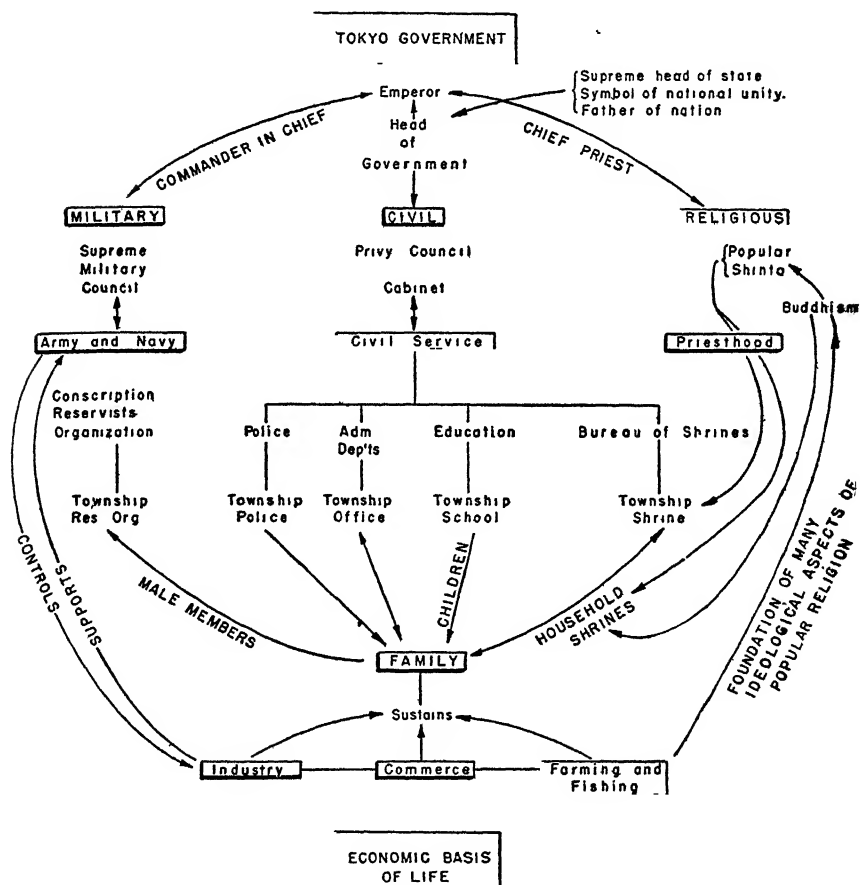 TOKYO GOVERNMENT
Emperor
Supreme head of state
Symbol of national unity.
Father of nation
Head
of
Government
COMMANDER IN CHIEF
CHIEF PRIEST
MILITARY
CIVIL
RELIGIOUS
Supreme
Military
Council
Privy Council
Cabinet
Popular
Shinto
Buddhism
Army and Navy
Civil Service
Priesthood
Conscription
Reservists
Organization
Police
Adm
Dep'ts
Education
Bureau of Shrines
Township
Res Org
Township
Police
Township
Office
Township
School
Township
Shrine
CONTROLS
SUPPORTS
MALE MEMBERS
CHILDREN
HOUSEHOLD
SHRINES
FOUNDATION OF MANY
IDEOLOGICAL ASPECTS OF
POPULAR RELIGION
FAMILY
Sustains
Industry
Commerce
Farming and
Fishing
ECONOMIC BASIS
OF LIFE